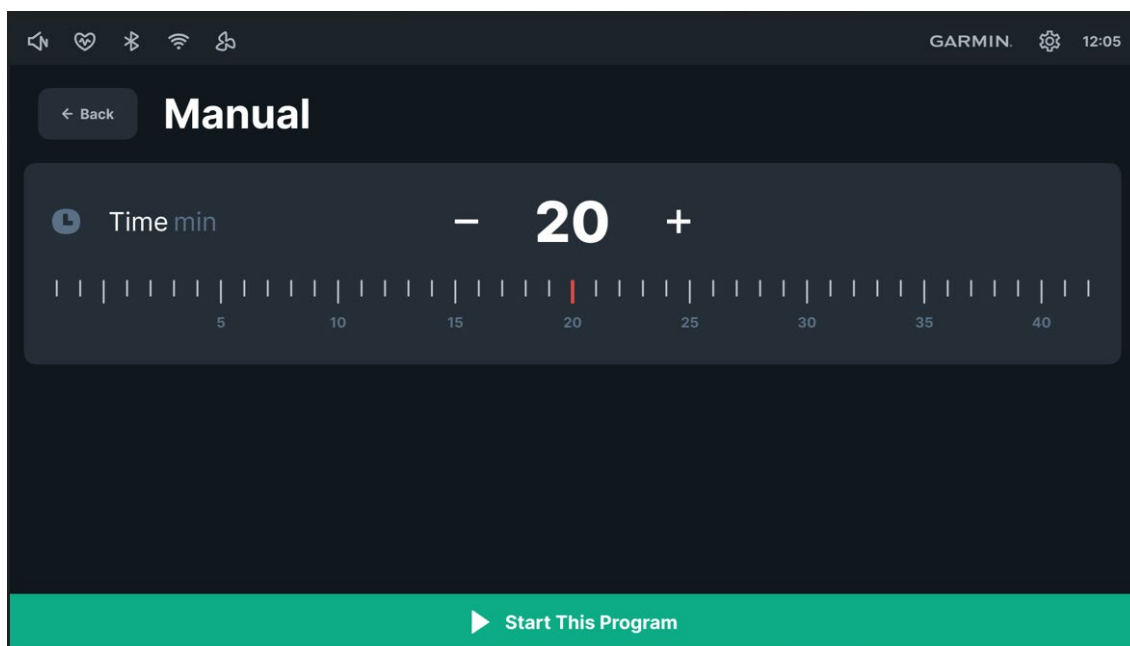 GARMIN. 12:05
← Back Manual
Time min − 20 +
5 10 15 20 25 30 35 40
Start This Program